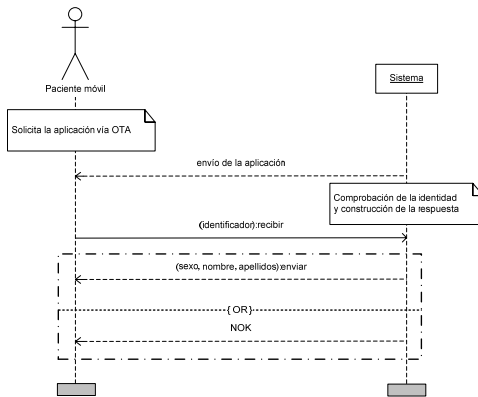 Paciente móvil
Sistema
Solicita la aplicación vía OTA
envío de la aplicación
Comprobación de la identidad
y construcción de la respuesta
(identificador):recibir
(sexo, nombre, apellidos):enviar
{ OR }
NOK